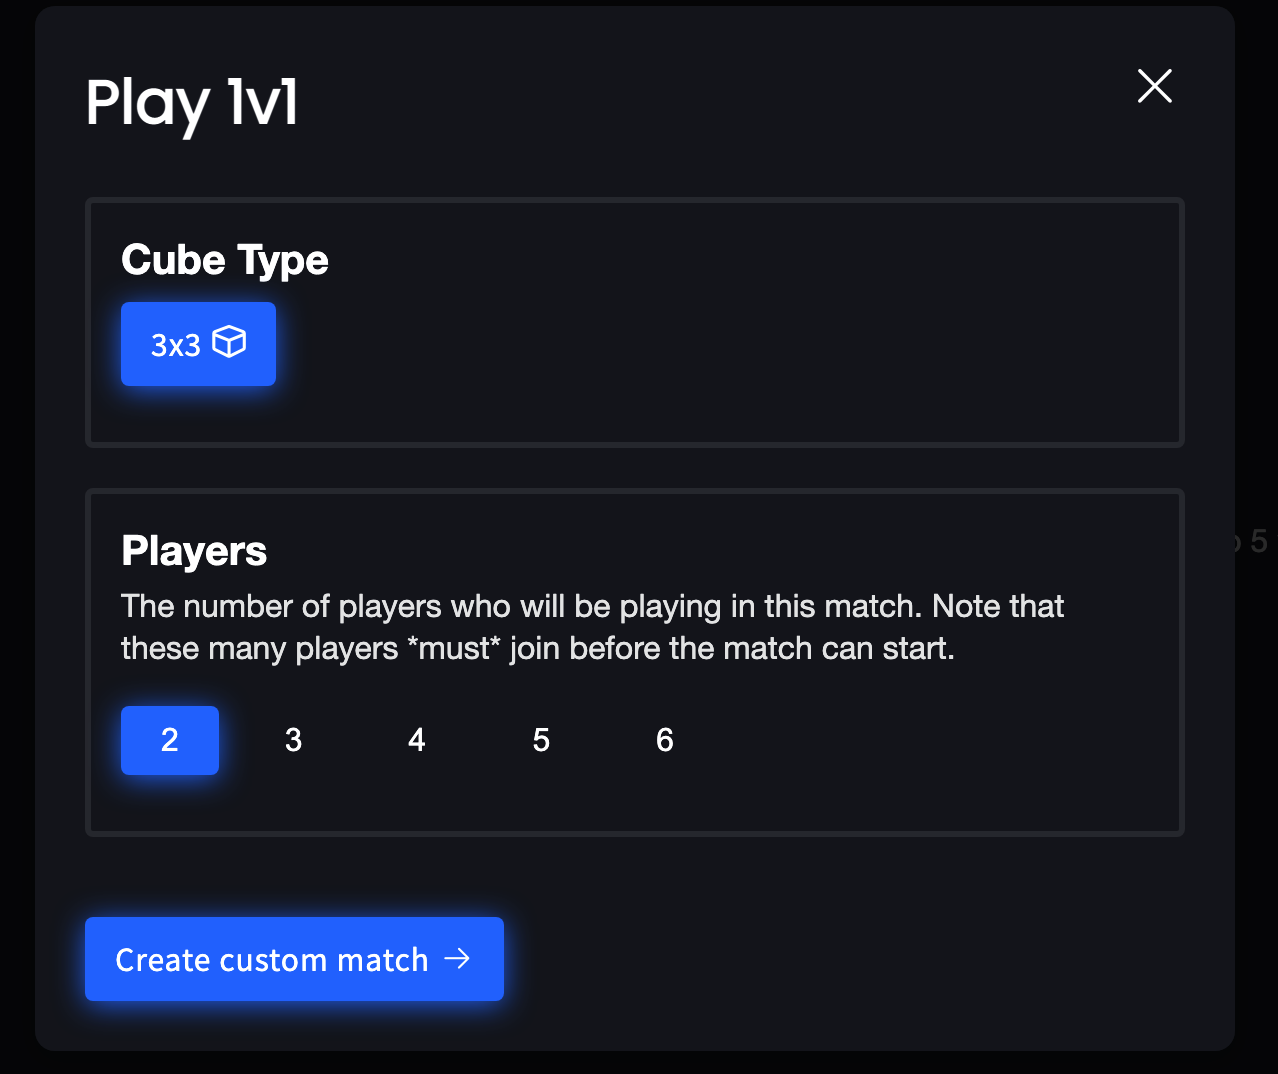 Play 1v1
Cube Type
3x3
Players
The number of players who will be playing in this match. Note that
these many players *must* join before the match can start.
2 3 4 5 6
Create custom match →
5